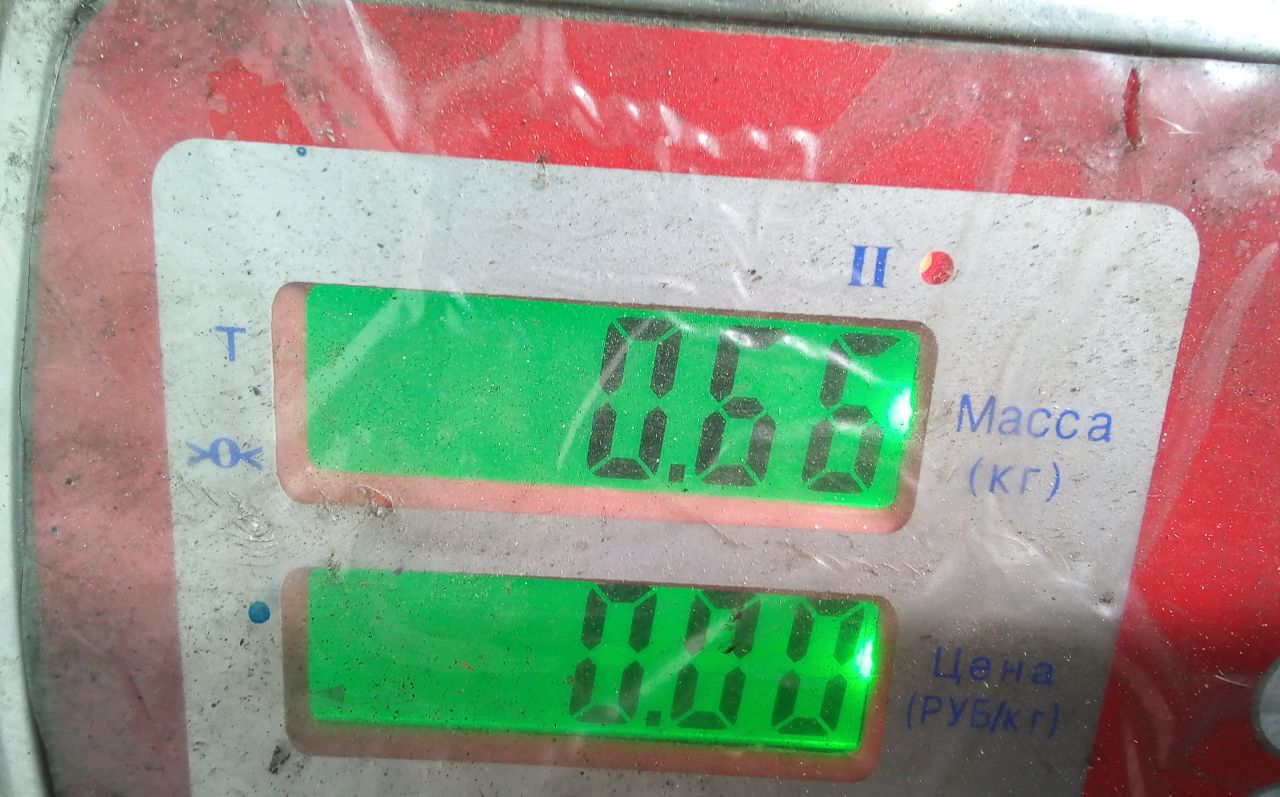 II
T
0.66
Масса
(кг)
>0<
0.00
Цена
(РУБ/кг)